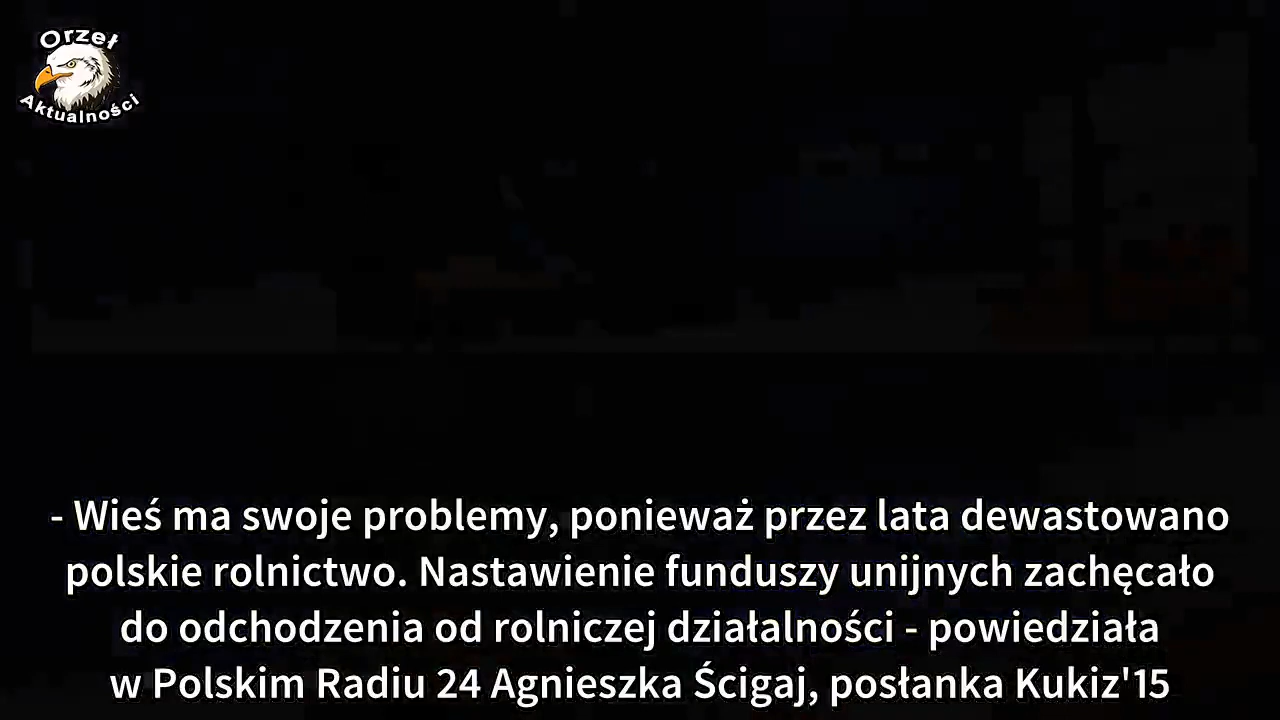 Orzeł
Aktualności
- Wieś ma swoje problemy, ponieważ przez lata dewastowano
polskie rolnictwo. Nastawienie funduszy unijnych zachęcało
do odchodzenia od rolniczej działalności - powiedziała
w Polskim Radiu 24 Agnieszka Ścigaj, posłanka Kukiz'15